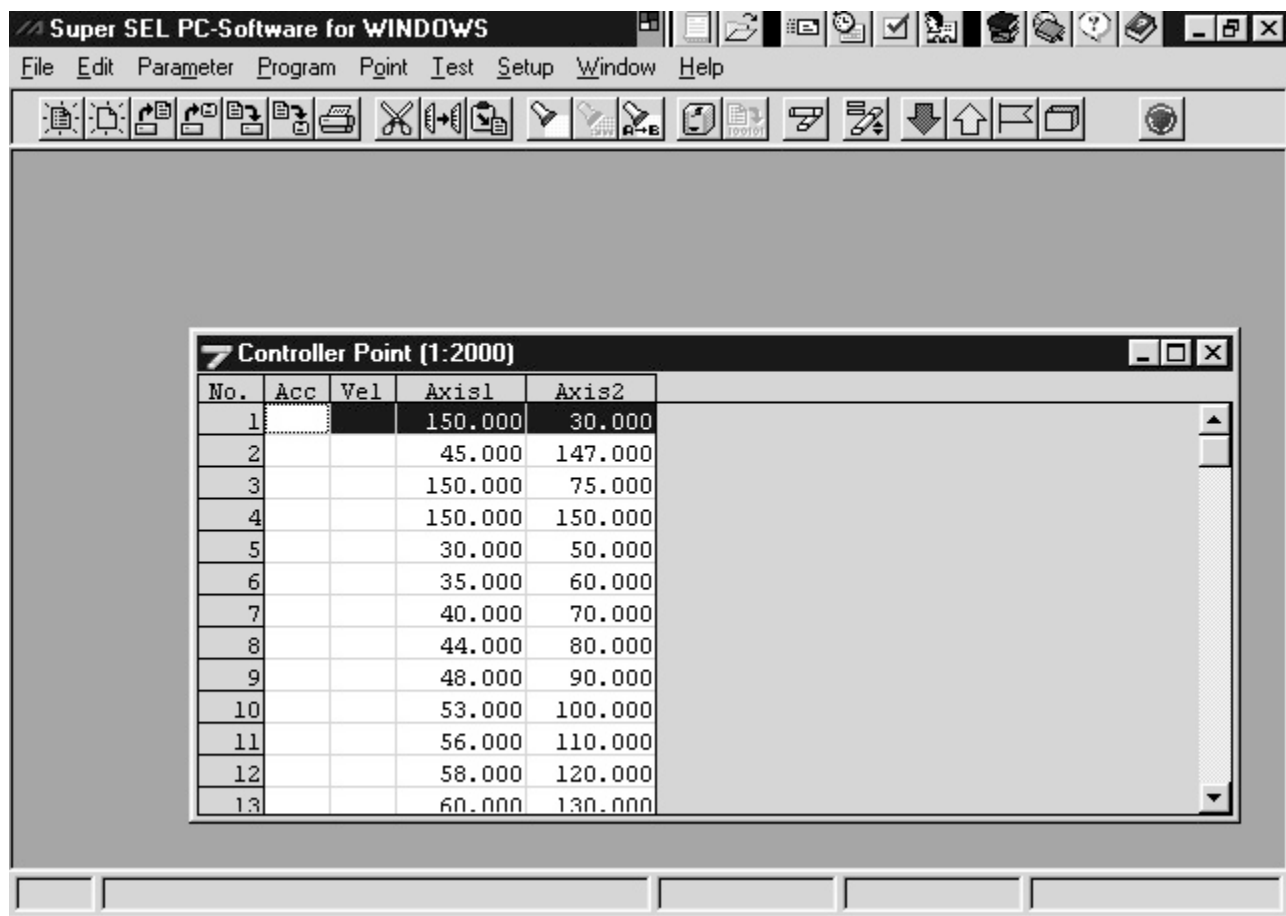 Super SEL PC-Software for WINDOWS
File Edit Parameter Program Point Test Setup Window Help
A→B
Controller Point (1:2000)
No. Acc Vel Axis1 Axis2
1 150.000 30.000
2 45.000 147.000
3 150.000 75.000
4 150.000 150.000
5 30.000 50.000
6 35.000 60.000
7 40.000 70.000
8 44.000 80.000
9 48.000 90.000
10 53.000 100.000
11 56.000 110.000
12 58.000 120.000
13 60.000 130.000